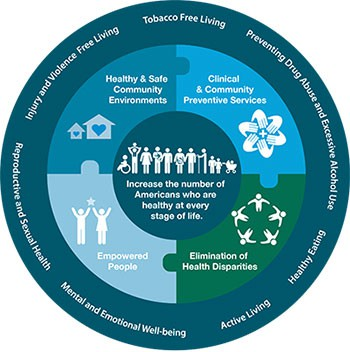 Tobacco Free Living
Preventing Drug Abuse and Excessive Alcohol Use
Healthy Eating
Active Living
Mental and Emotional Well-being
Reproductive and Sexual Health
Injury and Violence Free Living
Healthy & Safe
Community
Environments
Clinical
& Community
Preventive Services
Increase the number of
Americans who are
healthy at every
stage of life.
Empowered
People
Elimination of
Health Disparities